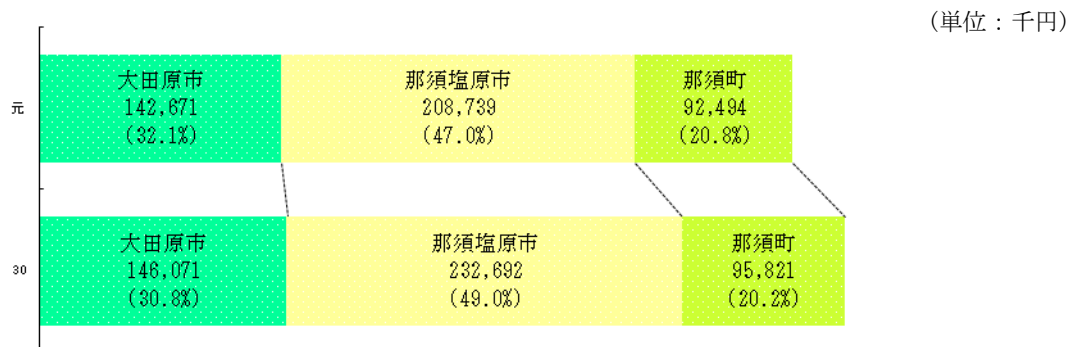 (単位：千円)
元
大田原市
142,671
(32.1%)
那須塩原市
208,739
(47.0%)
那須町
92,494
(20.8%)
30
大田原市
146,071
(30.8%)
那須塩原市
232,692
(49.0%)
那須町
95,821
(20.2%)